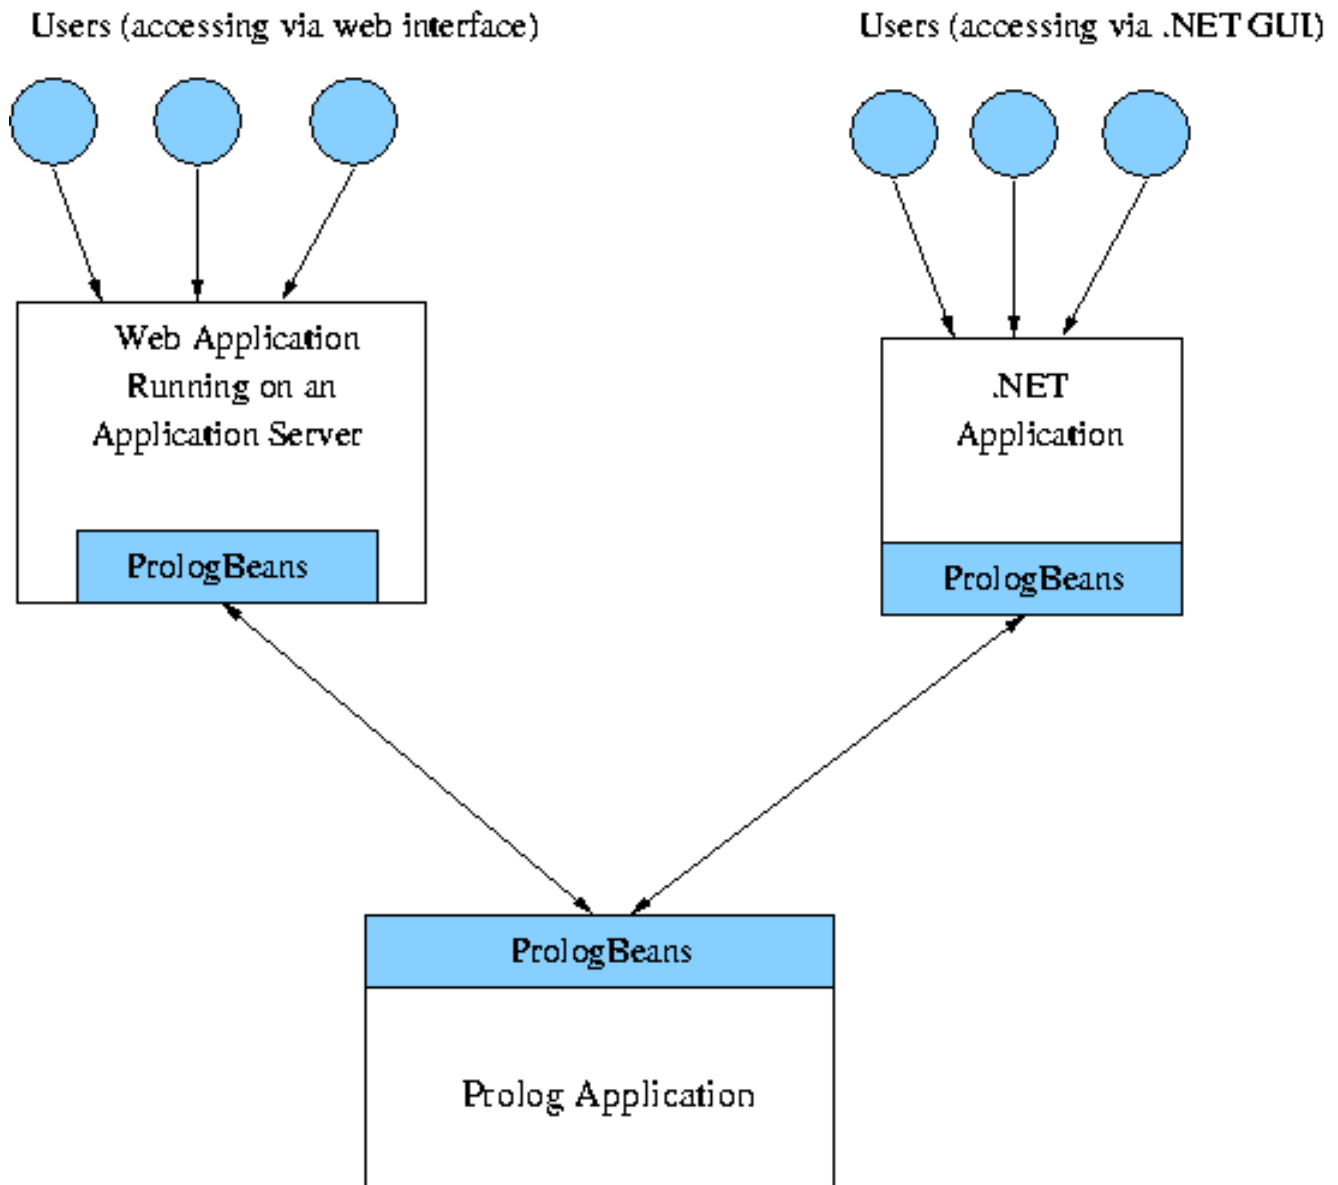 Users (accessing via web interface)
Users (accessing via .NET GUI)
Web Application
Running on an
Application Server
PrologBeans
.NET
Application
PrologBeans
PrologBeans
Prolog Application